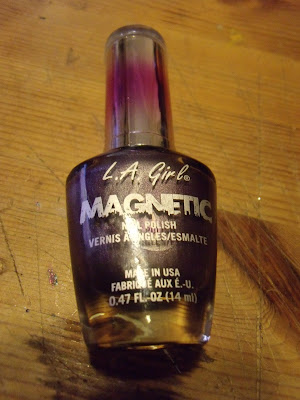 L.A. Girl®
MAGNETIC
NAIL POLISH
VERNIS À ONGLES/ESMALTE
MADE IN USA
FABRIQUÉ AUX É.-U.
0.47 FL.OZ (14 ml)